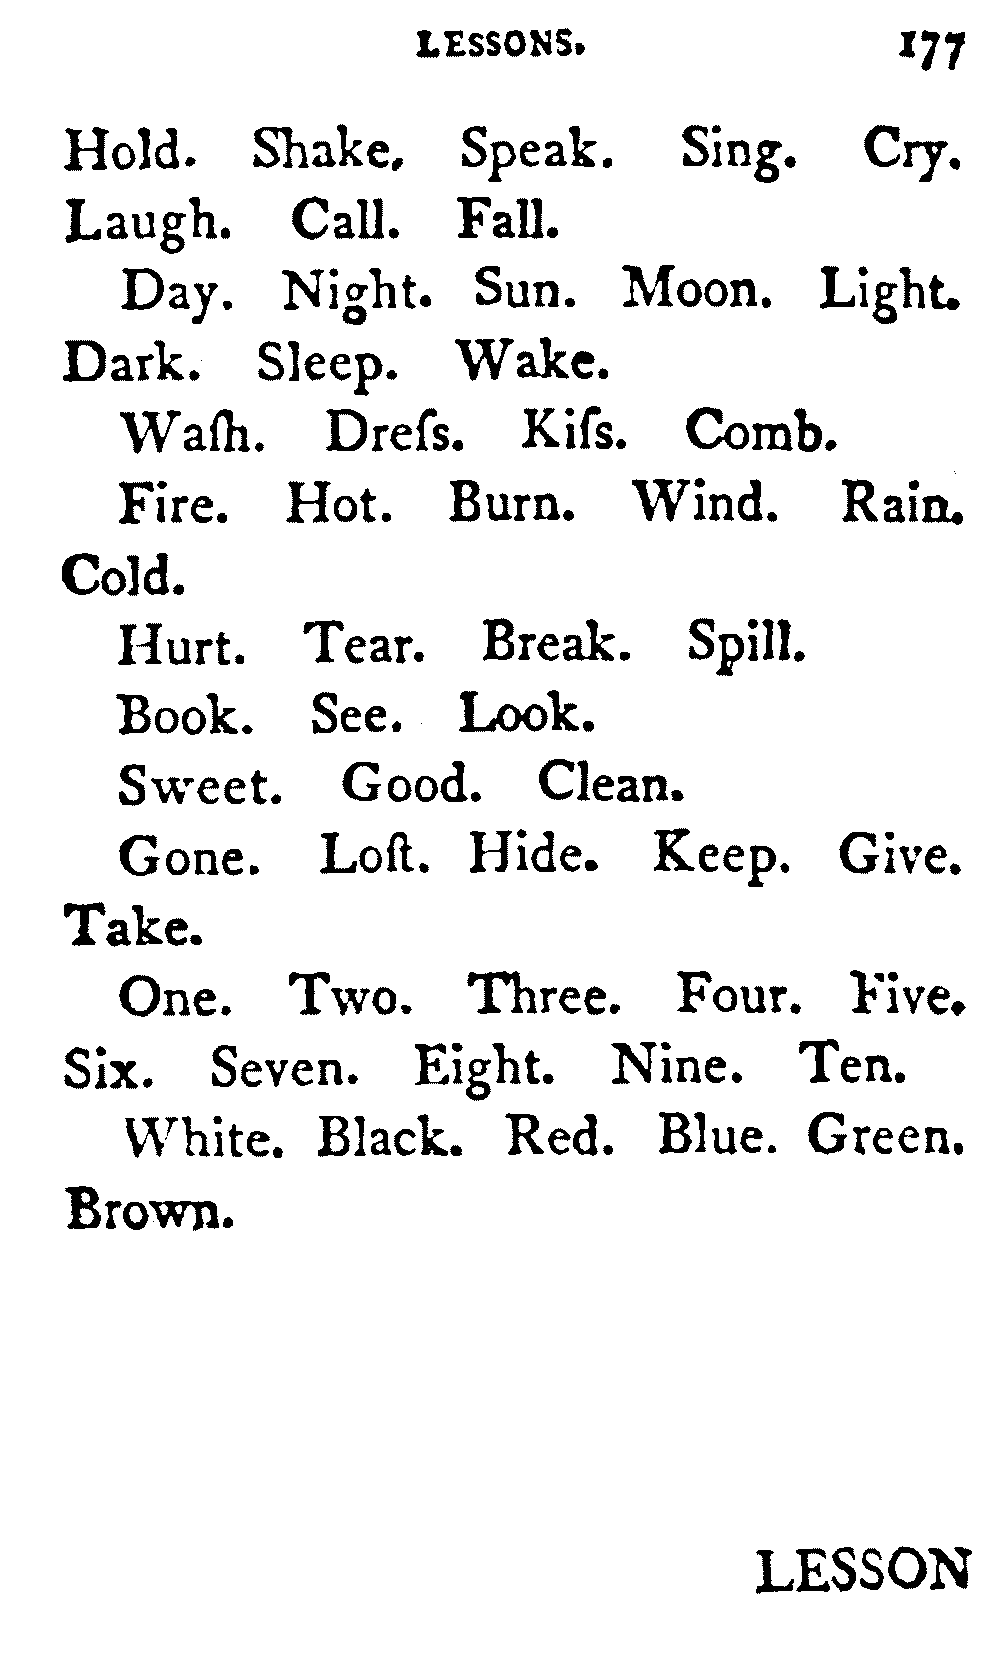 LESSONS. 177
Hold. Shake. Speak. Sing. Cry.
Laugh. Call. Fall.
Day. Night. Sun. Moon. Light.
Dark. Sleep. Wake.
Waſh. Dreſs. Kiſs. Comb.
Fire. Hot. Burn. Wind. Rain.
Cold.
Hurt. Tear. Break. Spill.
Book. See. Look.
Sweet. Good. Clean.
Gone. Loſt. Hide. Keep. Give.
Take.
One. Two. Three. Four. Five.
Six. Seven. Eight. Nine. Ten.
White. Black. Red. Blue. Green.
Brown.
LESSON